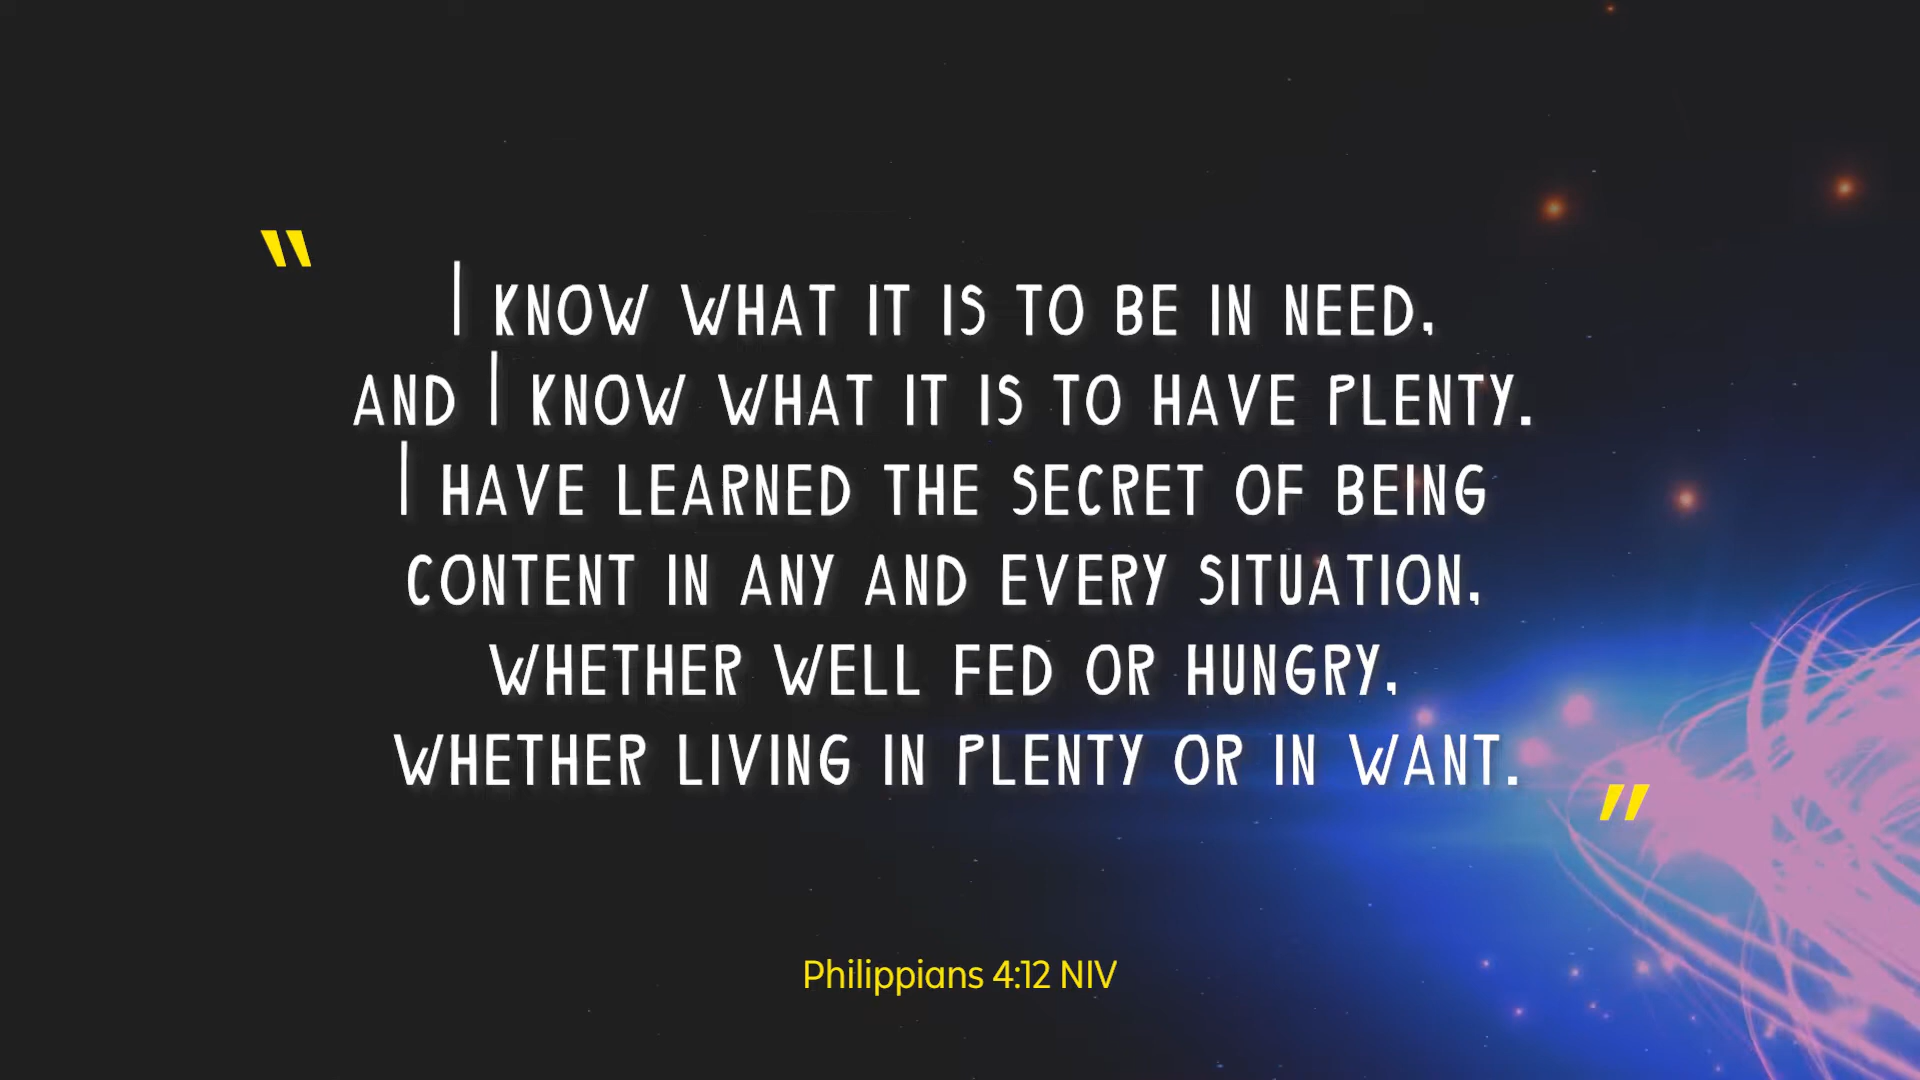 “
I know what it is to be in need,
and I know what it is to have plenty.
I have learned the secret of being
content in any and every situation,
whether well fed or hungry,
whether living in plenty or in want.
”
Philippians 4:12 NIV